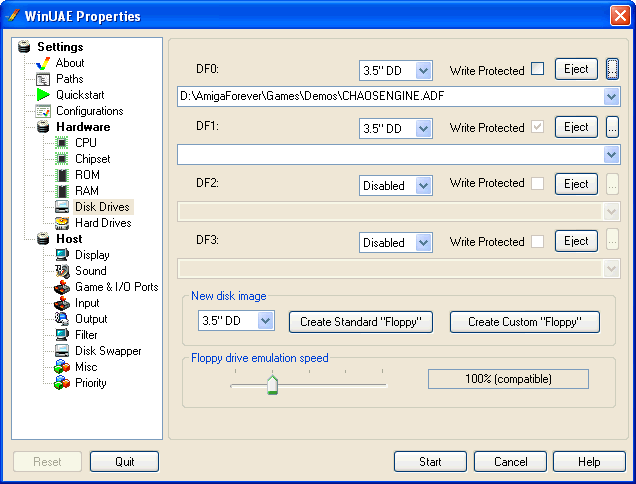 WinUAE Properties
Settings
About
Paths
Quickstart
Configurations
Hardware
CPU
Chipset
ROM
RAM
Disk Drives
Hard Drives
Host
Display
Sound
Game & I/O Ports
Input
Output
Filter
Disk Swapper
Misc
Priority
DF0: 3.5'' DD Write Protected Eject ...
D:\AmigaForever\Games\Demos\CHAOSENGINE.ADF
DF1: 3.5'' DD Write Protected Eject ...
DF2: Disabled Write Protected Eject ...
DF3: Disabled Write Protected Eject ...
New disk image
3.5'' DD Create Standard "Floppy" Create Custom "Floppy"
Floppy drive emulation speed
100% (compatible)
Reset Quit Start Cancel Help